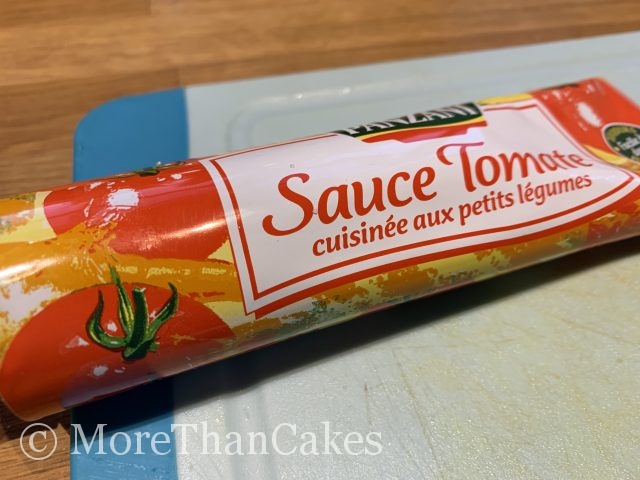 PANZANI
Sauce Tomate
cuisinée aux petits légumes
© MoreThanCakes